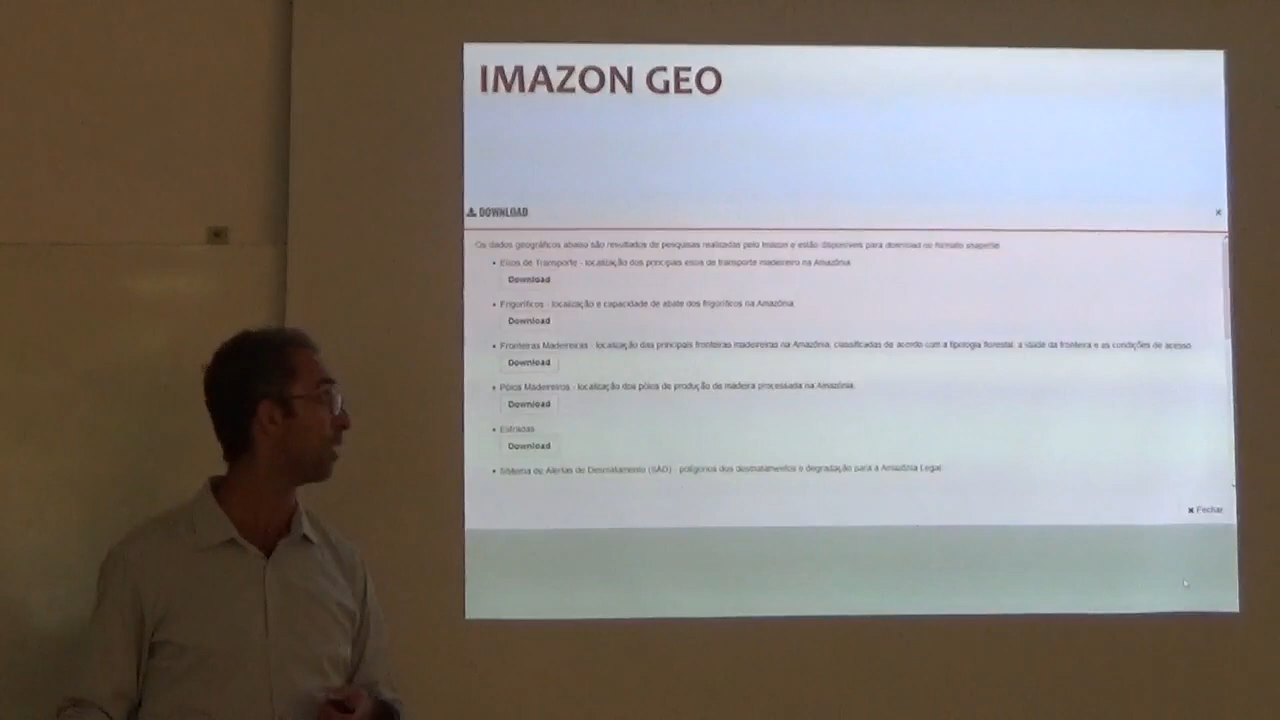 IMAZON GEO
DOWNLOAD ×
Os dados geográficos abaixo são resultados de pesquisas realizadas pelo Imazon e estão disponíveis para download no formato shapefile
• Eixos de Transporte - localização dos principais eixos de transporte madeireiro na Amazônia
Download
• Frigoríficos - localização e capacidade de abate dos frigoríficos na Amazônia.
Download
• Fronteiras Madeireiras - localização das principais fronteiras madeireiras na Amazônia, classificadas de acordo com a tipologia florestal, a idade da fronteira e as condições de acesso.
Download
• Pólos Madeireiros - localização dos pólos de produção de madeira processada na Amazônia.
Download
• Estradas
Download
• Sistema de Alertas de Desmatamento (SAD) - polígonos dos desmatamentos e degradação para a Amazônia Legal
× Fechar